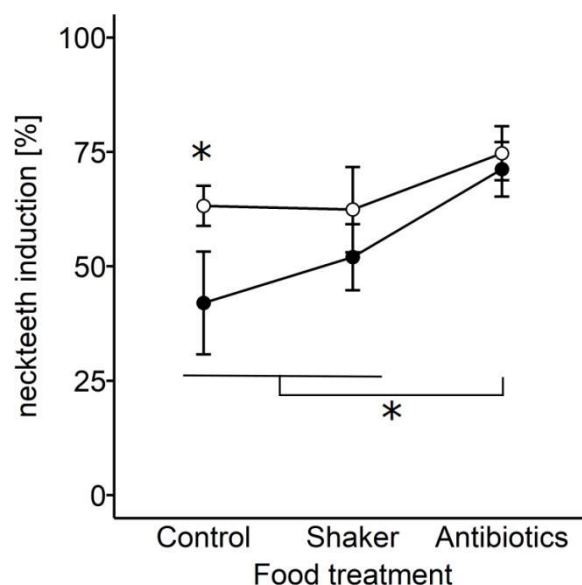 neckteeth induction [%]
100
75
50
25
0
*
*
Control Shaker Antibiotics
Food treatment